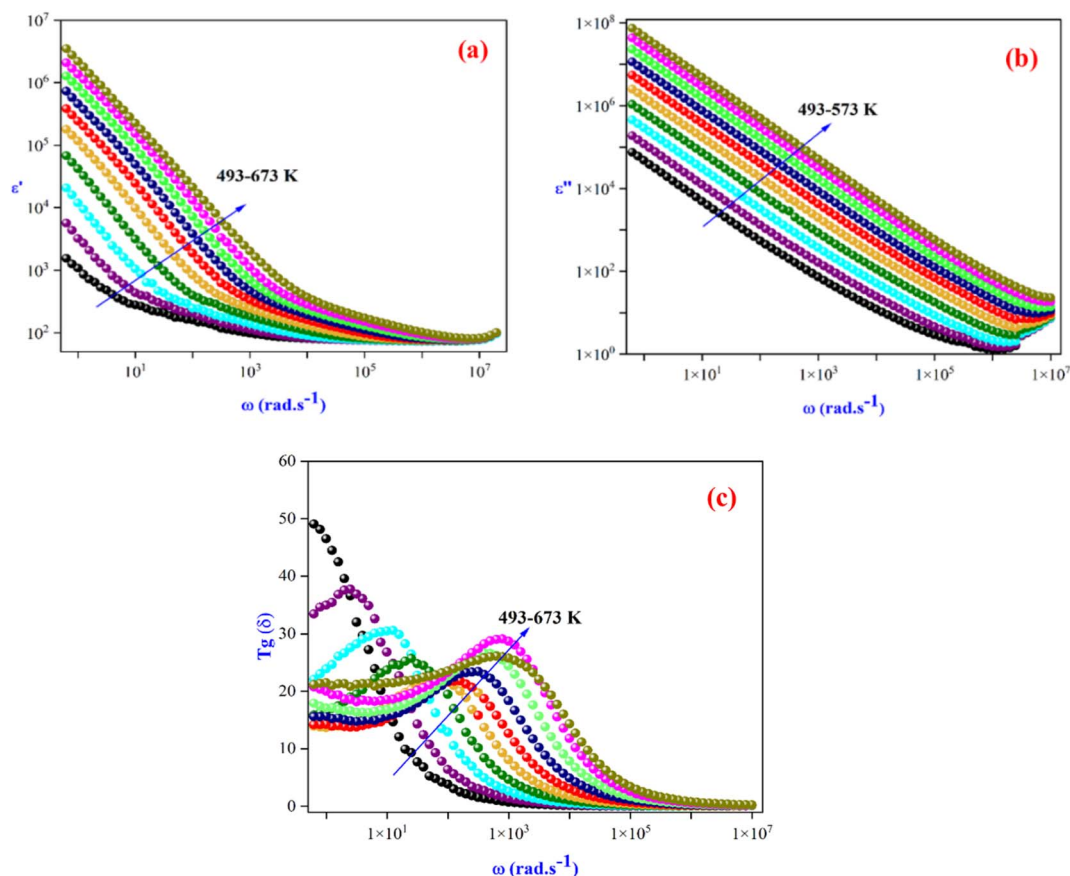 10⁷
10⁶
10⁵
10⁴
10³
10²
ε'
(a)
493-673 K
10¹
10³
10⁵
10⁷
ω (rad.s⁻¹)
1×10⁸
1×10⁶
1×10⁴
1×10²
1×10⁰
ε"
(b)
493-573 K
1×10¹
1×10³
1×10⁵
1×10⁷
ω (rad.s⁻¹)
60
50
40
30
20
10
0
Tg (δ)
(c)
493-673 K
1×10¹
1×10³
1×10⁵
1×10⁷
ω (rad.s⁻¹)